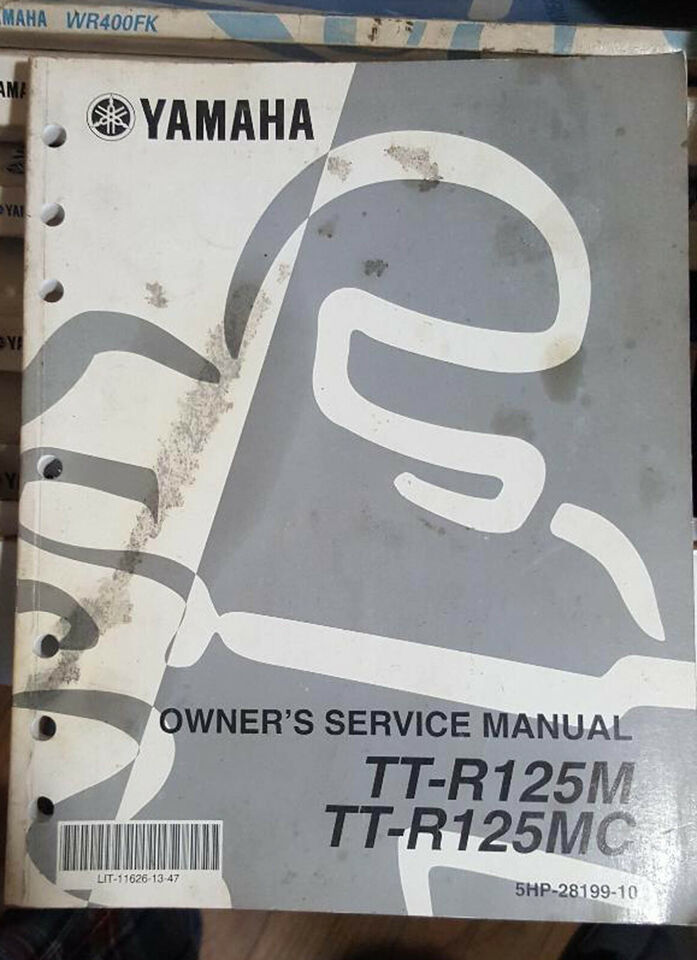 YAMAHA WR400FK
YAMAHA
OWNER'S SERVICE MANUAL
TT-R125M
TT-R125MC
LIT-11626-13-47
5HP-28199-10